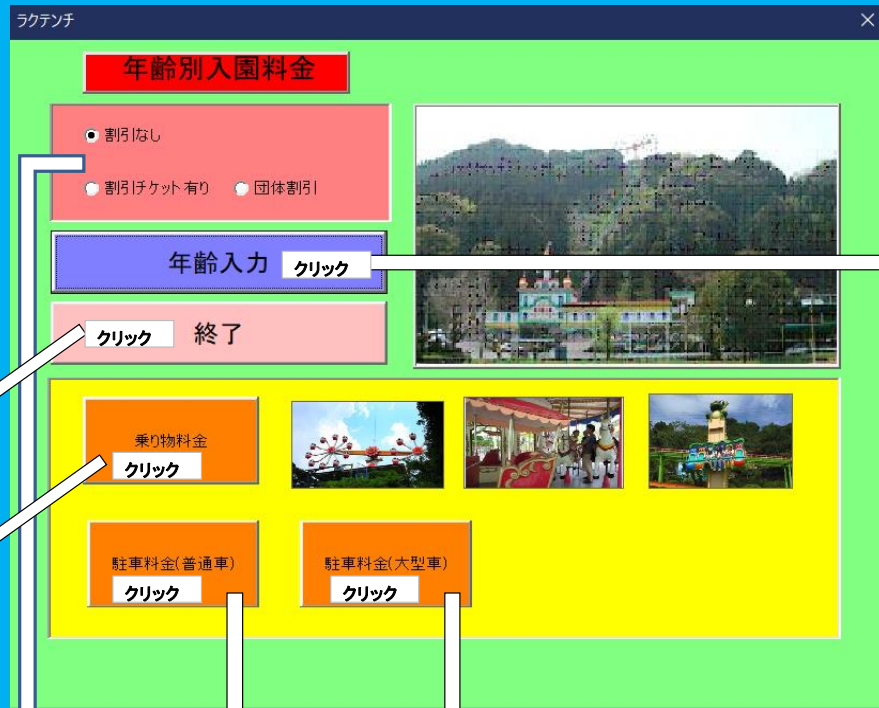 ラクテンチ
年齢別入園料金
割引なし
割引チケット有り 団体割引
年齢入力 クリック
クリック 終了
乗り物料金
クリック
駐車料金(普通車) 駐車料金(大型車)
クリック クリック